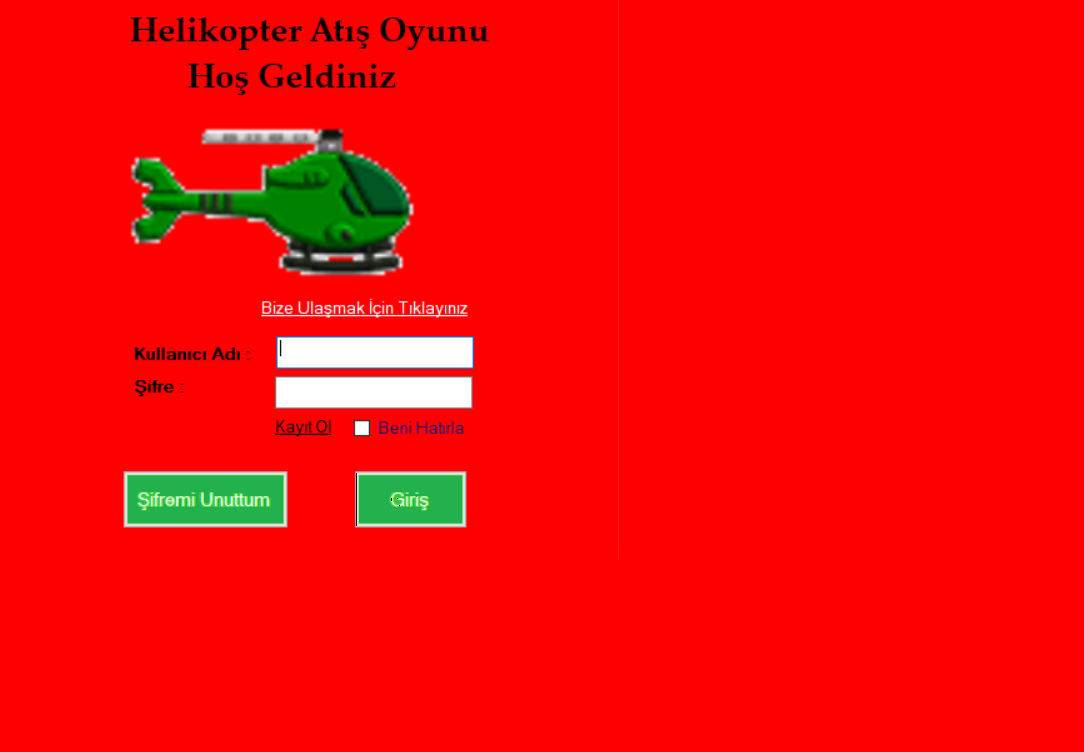 Helikopter Atış Oyunu
Hoş Geldiniz
Bize Ulaşmak İçin Tıklayınız
Kullanıcı Adı :
Şifre :
Kayıt Ol Beni Hatırla
Şifremi Unuttum Giriş